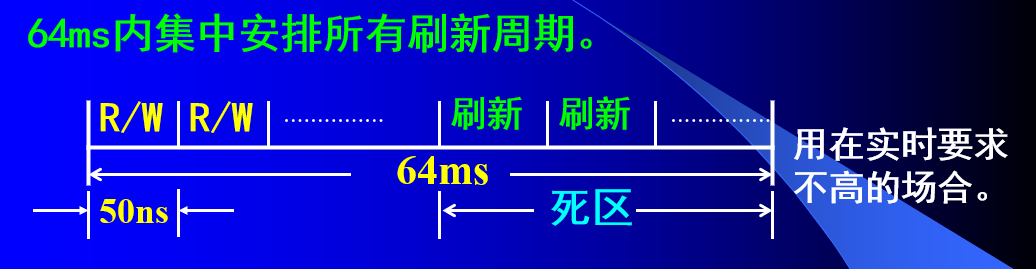 64ms内集中安排所有刷新周期。
R/W R/W ............... 刷新 刷新 ...............
用在实时要求
不高的场合。
64ms
50ns 死区